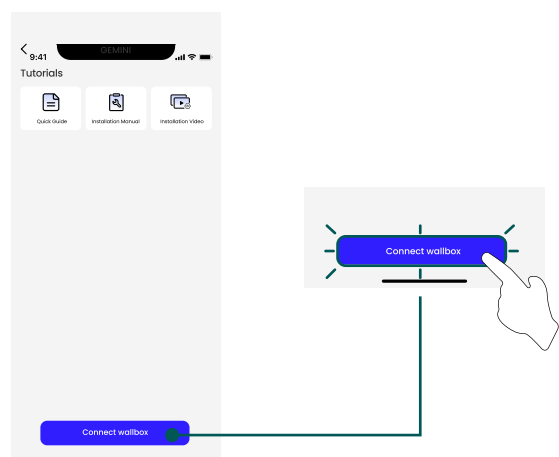 GEMINI
9:41
Tutorials
Quick Guide
Installation Manual
Installation Video
Connect wallbox
Connect wallbox